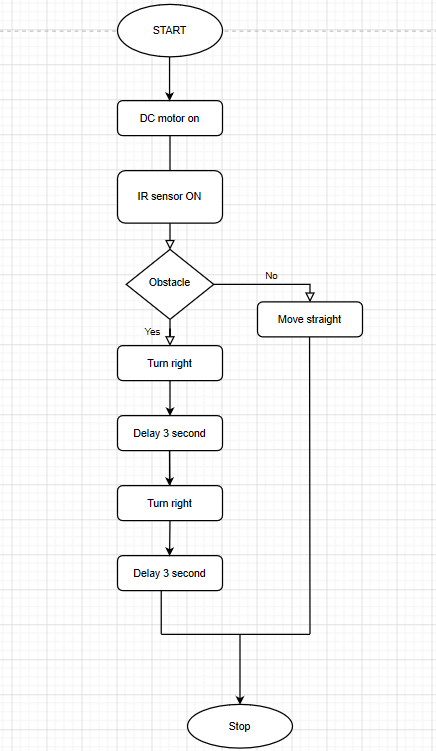 START
DC motor on
IR sensor ON
Obstacle
No
Move straight
Yes
Turn right
Delay 3 second
Turn right
Delay 3 second
Stop